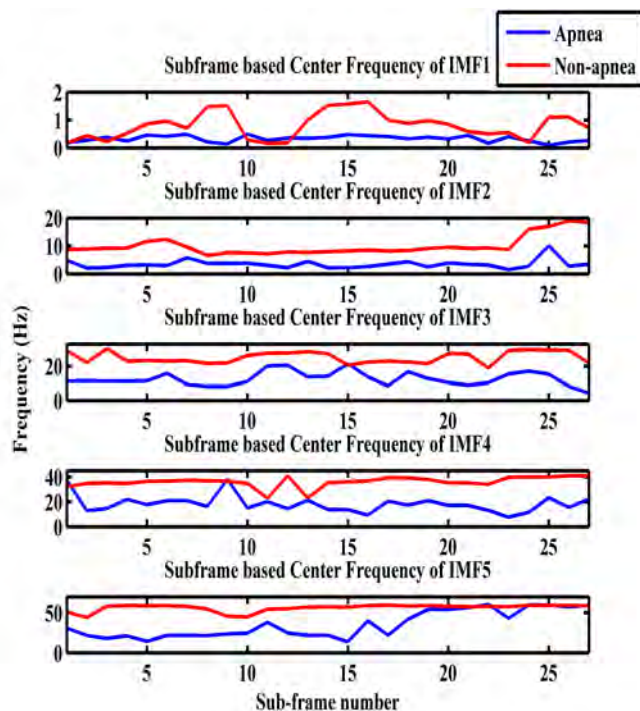 Apnea
Non-apnea
Subframe based Center Frequency of IMF1
2
1
0
5 10 15 20 25
Subframe based Center Frequency of IMF2
20
10
0
5 10 15 20 25
Subframe based Center Frequency of IMF3
20
0
5 10 15 20 25
Subframe based Center Frequency of IMF4
40
20
0
5 10 15 20 25
Subframe based Center Frequency of IMF5
50
0
5 10 15 20 25
Sub-frame number
Frequency (Hz)